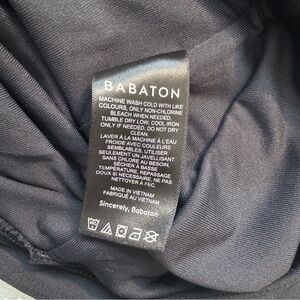 BABATON
MACHINE WASH COLD WITH LIKE
COLOURS, ONLY NON-CHLORINE
BLEACH WHEN NEEDED.
TUMBLE DRY LOW, COOL IRON
ONLY IF NEEDED. DO NOT DRY
CLEAN.
LAVER À LA MACHINE À L'EAU
FROIDE AVEC COULEURS
SEMBLABLES, UTILISER
SEULEMENT UN JAVELLISANT
SANS CHLORE AU BESOIN.
SÉCHER À BASSE
TEMPÉRATURE, REPASSAGE
DOUX SI NÉCESSAIRE. NE PAS
NETTOYER À SEC.
MADE IN VIETNAM
FABRIQUÉ AU VIETNAM
Sincerely, Babaton